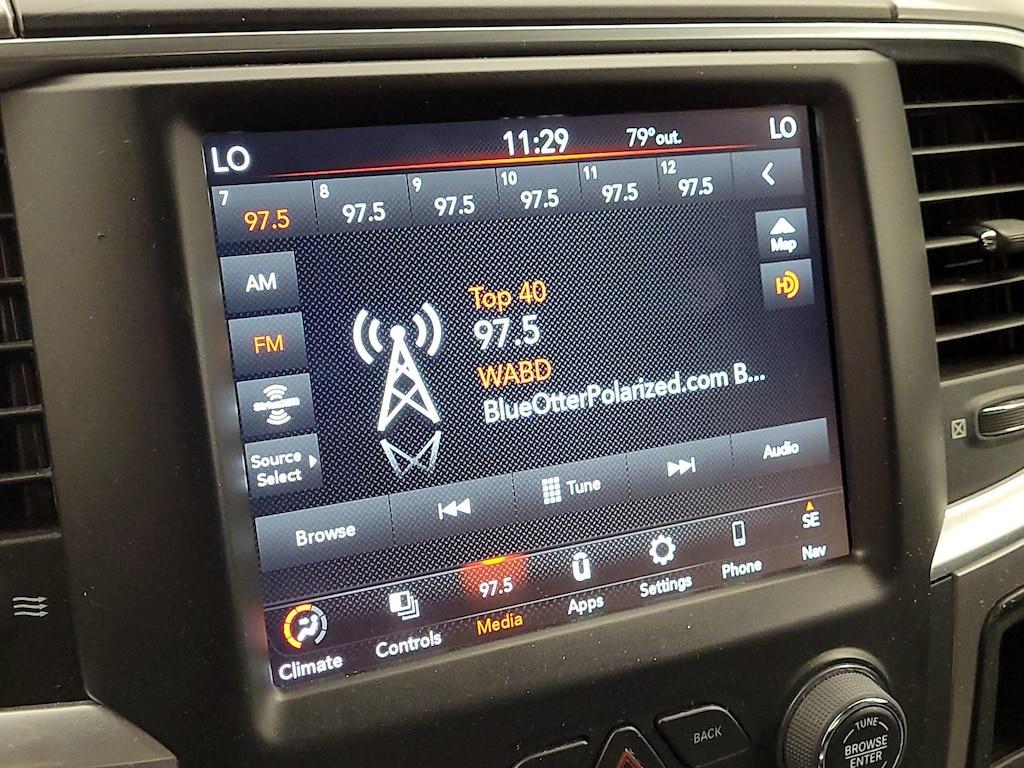 LO 11:29 79° out. LO
7 8 9 10 11 12
97.5 97.5 97.5 97.5 97.5 97.5
Map
AM
HD
Top 40
97.5
FM
WABD
BlueOtterPolarized.com B...
Source
Select
Browse Tune Audio
97.5 SE
Climate Controls Media Apps Settings Phone Nav
BACK
TUNE
BROWSE
ENTER